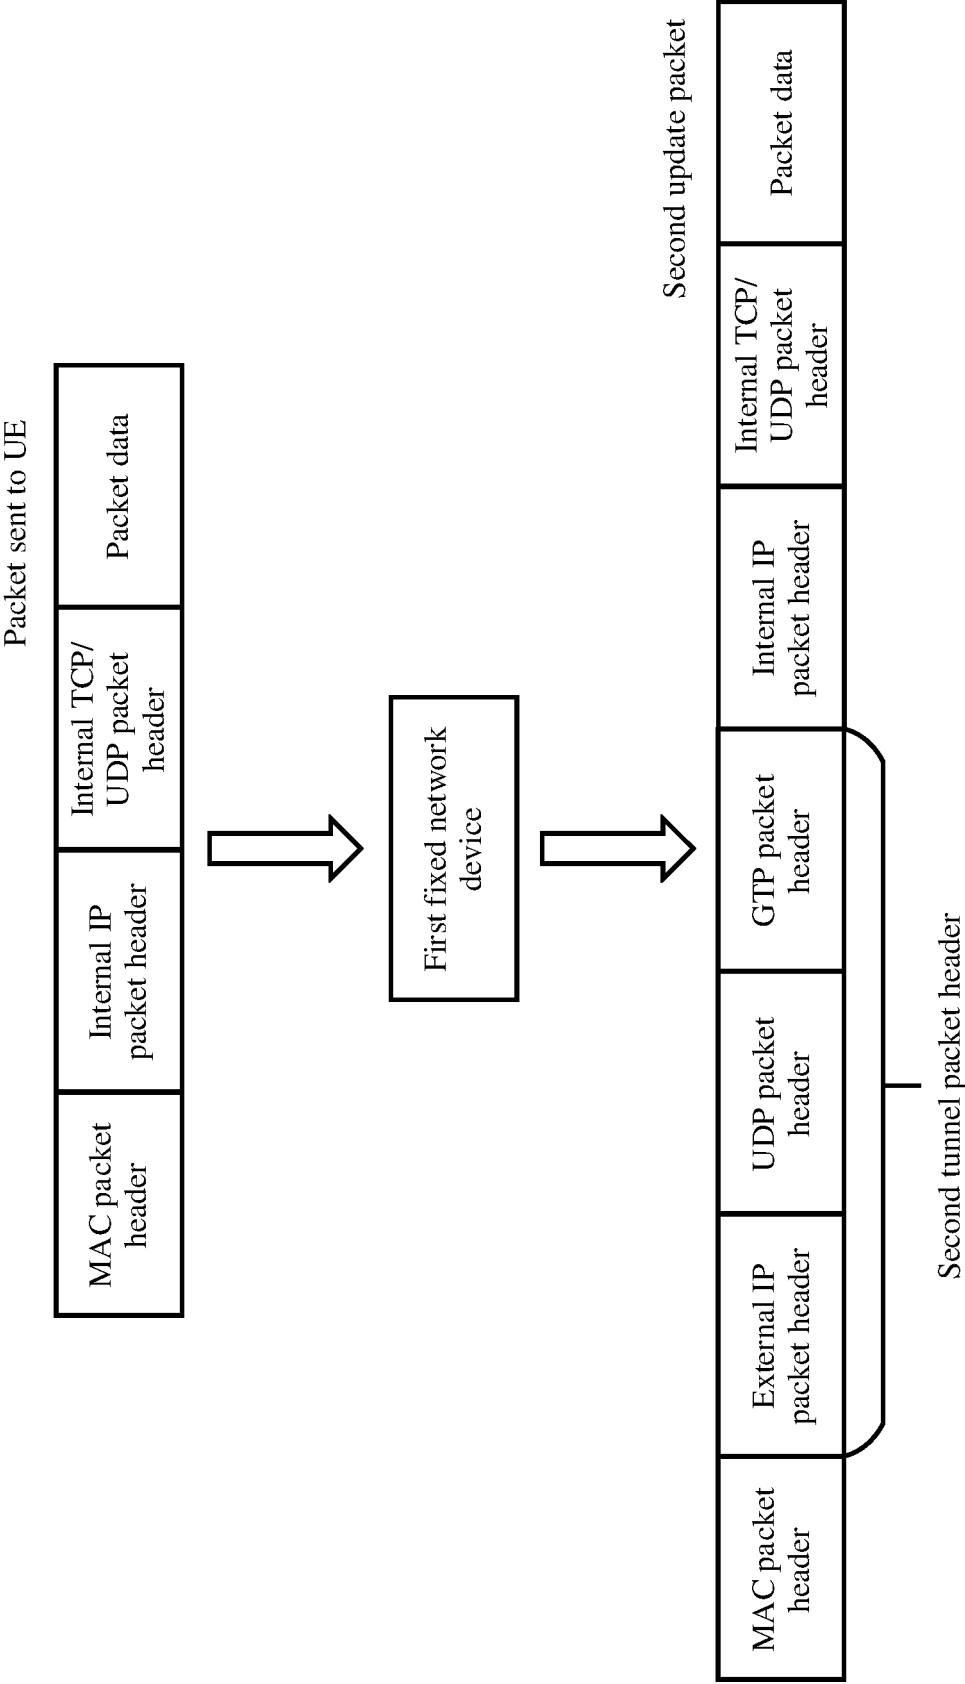 Packet sent to UE
MAC packet
header
Internal IP
packet header
Internal TCP/
UDP packet
header
Packet data
First fixed network
device
Second update packet
MAC packet
header
External IP
packet header
UDP packet
header
GTP packet
header
Internal IP
packet header
Internal TCP/
UDP packet
header
Packet data
Second tunnel packet header